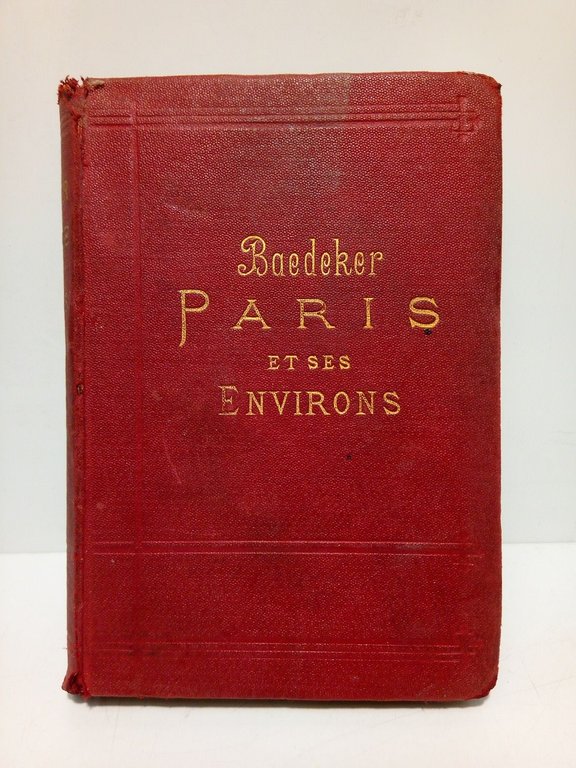 Baedeker
PARIS
ET SES
ENVIRONS